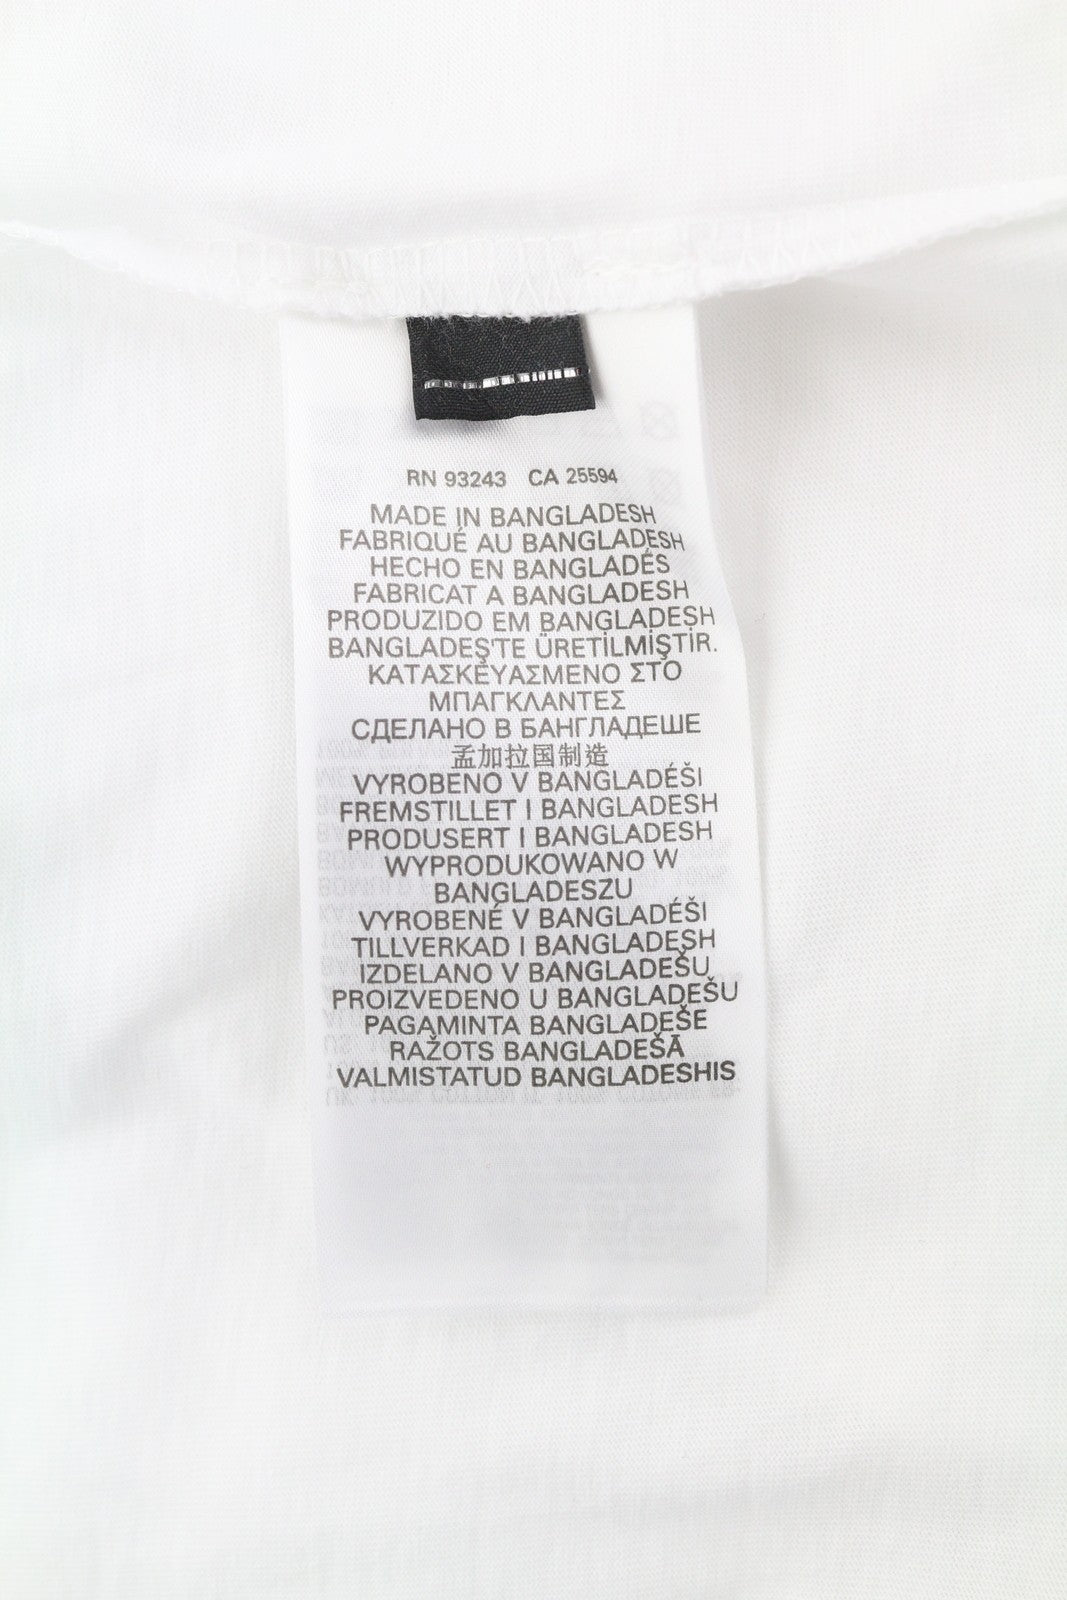 RN 93243 CA 25594
MADE IN BANGLADESH
FABRIQUÉ AU BANGLADESH
HECHO EN BANGLADÉS
FABRICAT A BANGLADESH
PRODUZIDO EM BANGLADESH
BANGLADEŞ'TE ÜRETİLMİŞTİR.
ΚΑΤΑΣΚΕΥΑΣΜΕΝΟ ΣΤΟ
ΜΠΑΓΚΛΑΝΤΕΣ
СДЕЛАНО В БАНГЛАДЕШЕ
孟加拉国制造
VYROBENO V BANGLADÉŠI
FREMSTILLET I BANGLADESH
PRODUSERT I BANGLADESH
WYPRODUKOWANO W
BANGLADESZU
VYROBENÉ V BANGLADÉŠI
TILLVERKAD I BANGLADESH
IZDELANO V BANGLADEŠU
PROIZVEDENO U BANGLADEŠU
PAGAMINTA BANGLADEŠE
RAŽOTS BANGLADEŠĀ
VALMISTATUD BANGLADESHIS